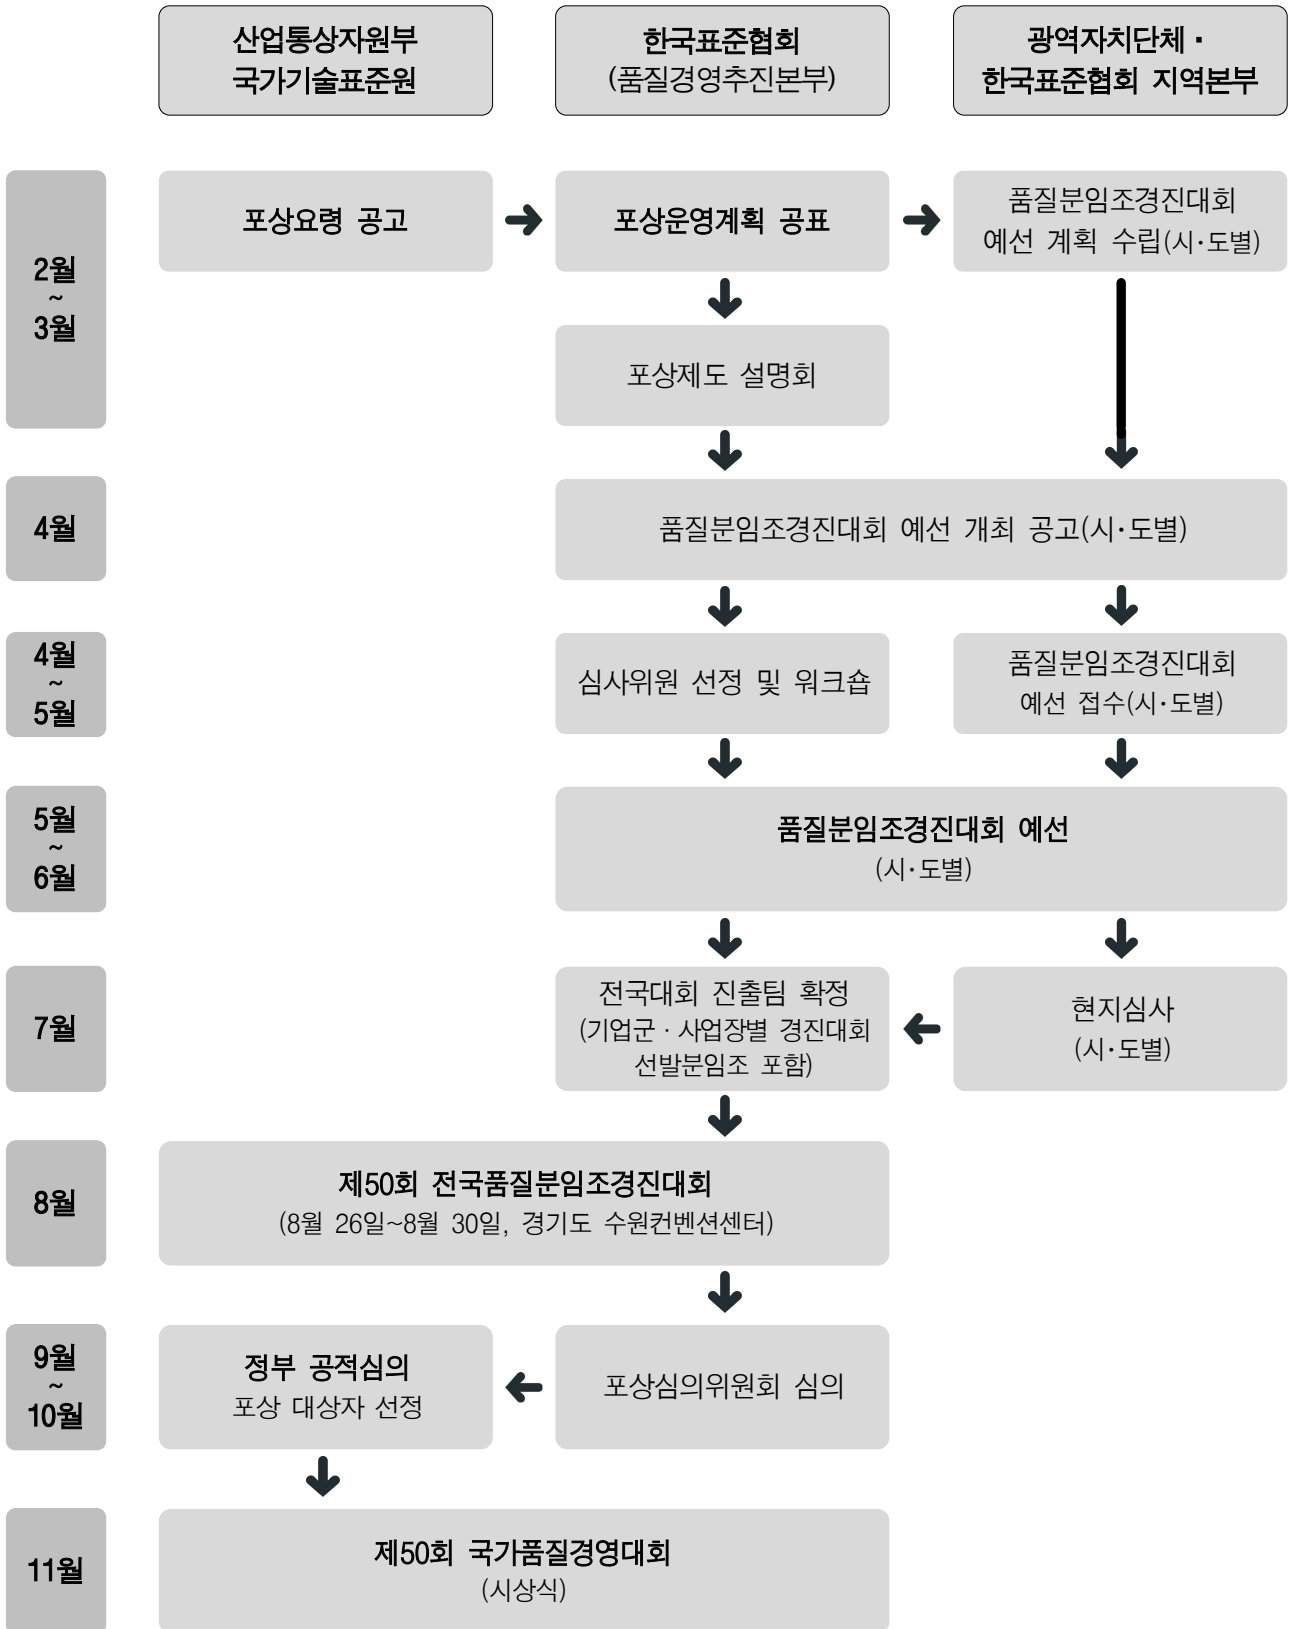 산업통상자원부
국가기술표준원
한국표준협회
(품질경영추진본부)
광역자치단체·
한국표준협회 지역본부
2월
~
3월
포상요령 공고
포상운영계획 공표
품질분임조경진대회
예선 계획 수립(시·도별)
포상제도 설명회
4월
품질분임조경진대회 예선 개최 공고(시·도별)
4월
~
5월
심사위원 선정 및 워크숍
품질분임조경진대회
예선 접수(시·도별)
5월
~
6월
품질분임조경진대회 예선
(시·도별)
7월
전국대회 진출팀 확정
(기업군·사업장별 경진대회
선발분임조 포함)
현지심사
(시·도별)
8월
제50회 전국품질분임조경진대회
(8월 26일~8월 30일, 경기도 수원컨벤션센터)
9월
~
10월
정부 공적심의
포상 대상자 선정
포상심의위원회 심의
11월
제50회 국가품질경영대회
(시상식)